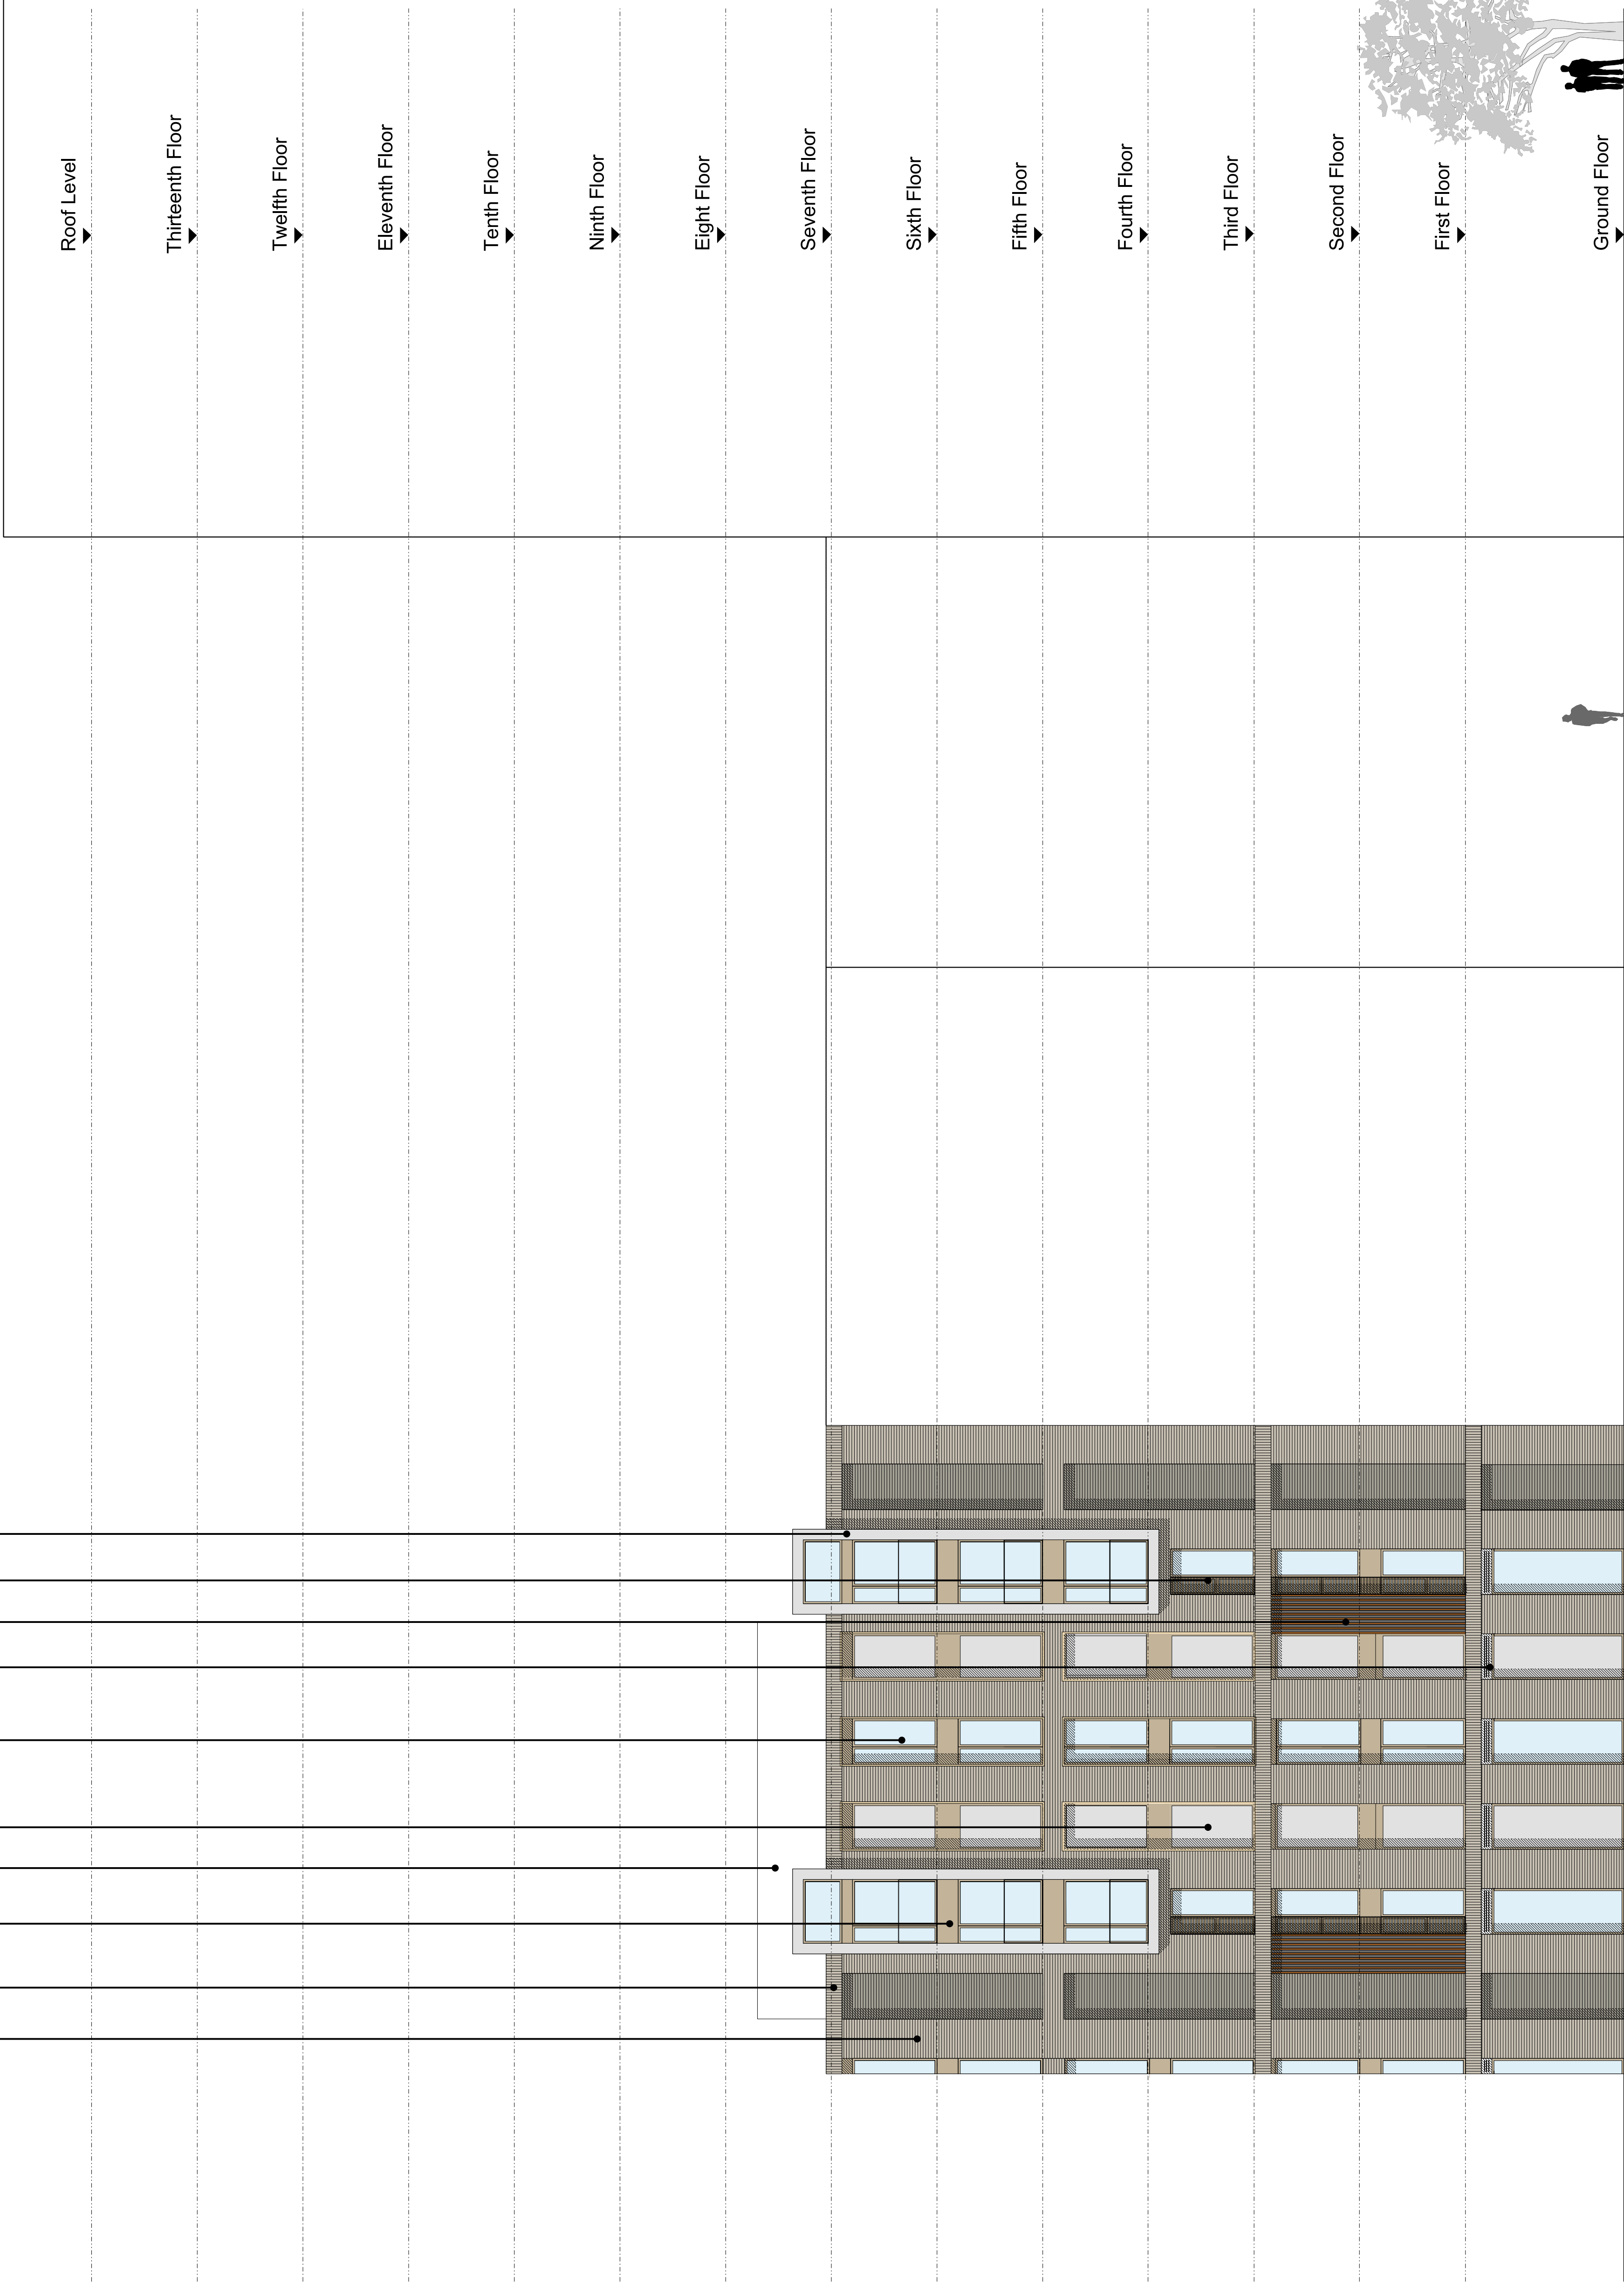 Roof Level
Thirteenth Floor
Twelfth Floor
Eleventh Floor
Tenth Floor
Ninth Floor
Eight Floor
Seventh Floor
Sixth Floor
Fifth Floor
Fourth Floor
Third Floor
Second Floor
First Floor
Ground Floor